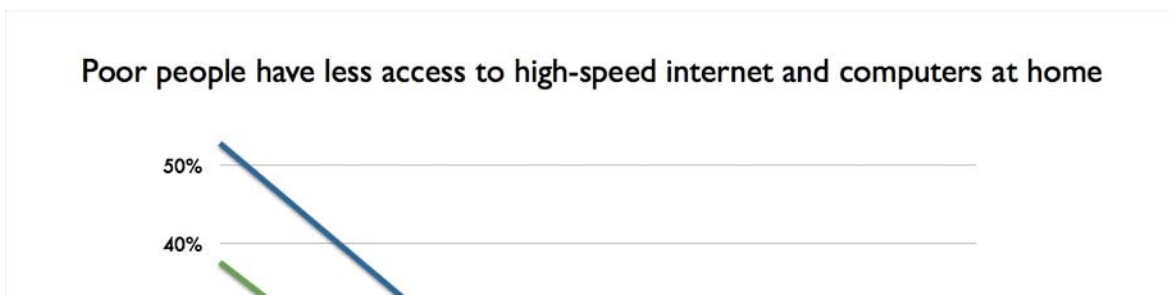 Poor people have less access to high-speed internet and computers at home
50%
40%